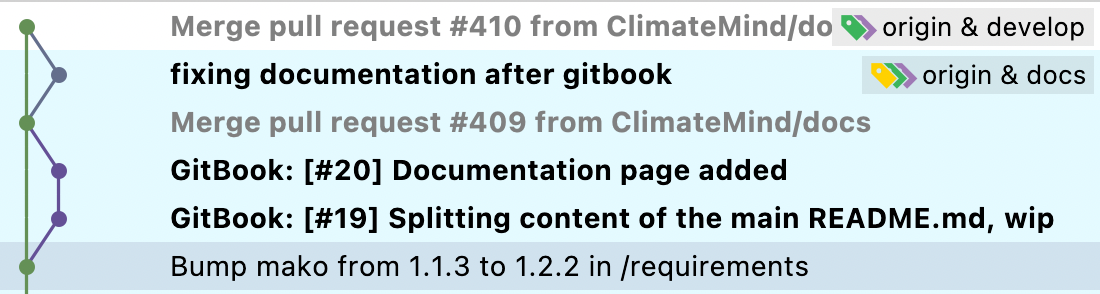 Merge pull request #410 from ClimateMind/do origin & develop
fixing documentation after gitbook origin & docs
Merge pull request #409 from ClimateMind/docs
GitBook: [#20] Documentation page added
GitBook: [#19] Splitting content of the main README.md, wip
Bump mako from 1.1.3 to 1.2.2 in /requirements